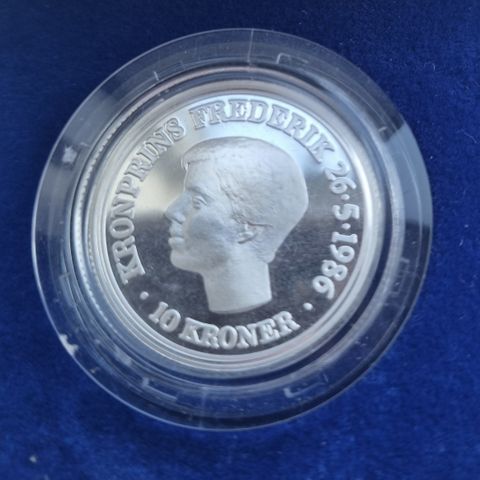 KRONPRINS FREDERIK 26·5·1986
· 10 KRONER ·